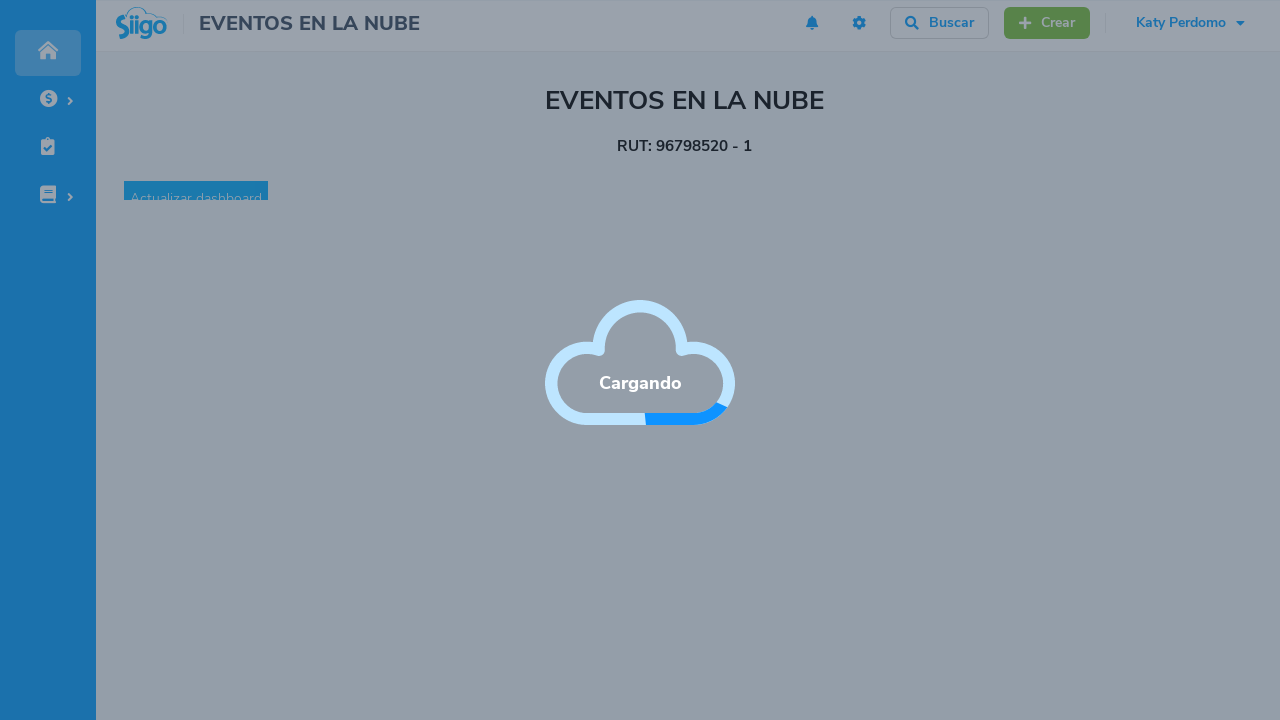 Siigo
EVENTOS EN LA NUBE
Buscar
Crear
Katy Perdomo
EVENTOS EN LA NUBE
RUT: 96798520 - 1
Actualizar dashboard
Cargando